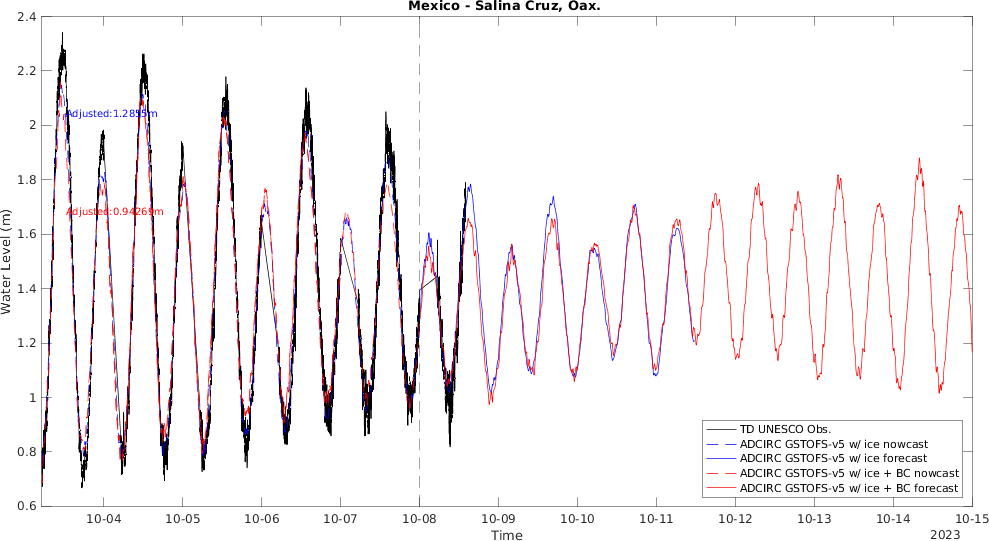 Mexico - Salina Cruz, Oax.
2.4
2.2
2
1.8
1.6
1.4
1.2
1
0.8
0.6
Water Level (m)
Adjusted:1.2855m
Adjusted:0.94269m
TD UNESCO Obs.
ADCIRC GSTOFS-v5 w/ ice nowcast
ADCIRC GSTOFS-v5 w/ ice forecast
ADCIRC GSTOFS-v5 w/ ice + BC nowcast
ADCIRC GSTOFS-v5 w/ ice + BC forecast
10-04 10-05 10-06 10-07 10-08 10-09 10-10 10-11 10-12 10-13 10-14 10-15
Time
2023